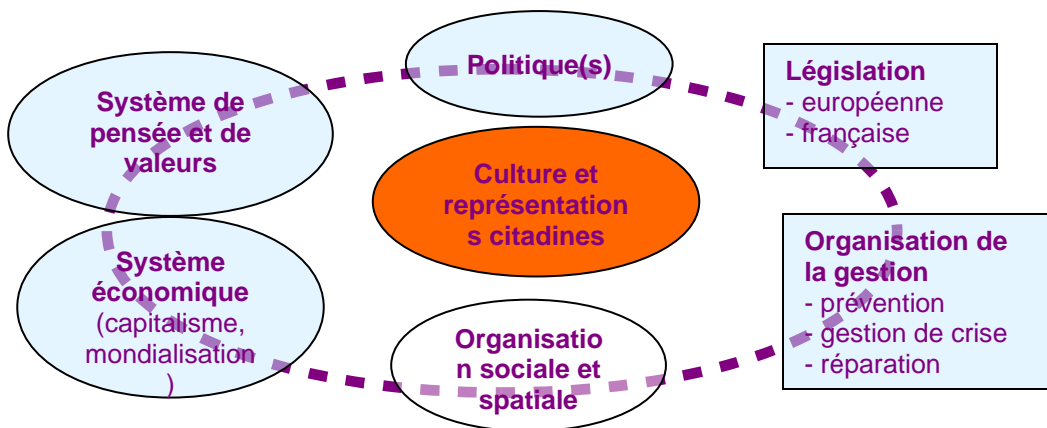 Politique(s)
Système de
pensée et de
valeurs
Législation
- européenne
- française
Culture et
représentation
s citadines
Système
économique
(capitalisme,
mondialisation
)
Organisatio
n sociale et
spatiale
Organisation de
la gestion
- prévention
- gestion de crise
- réparation